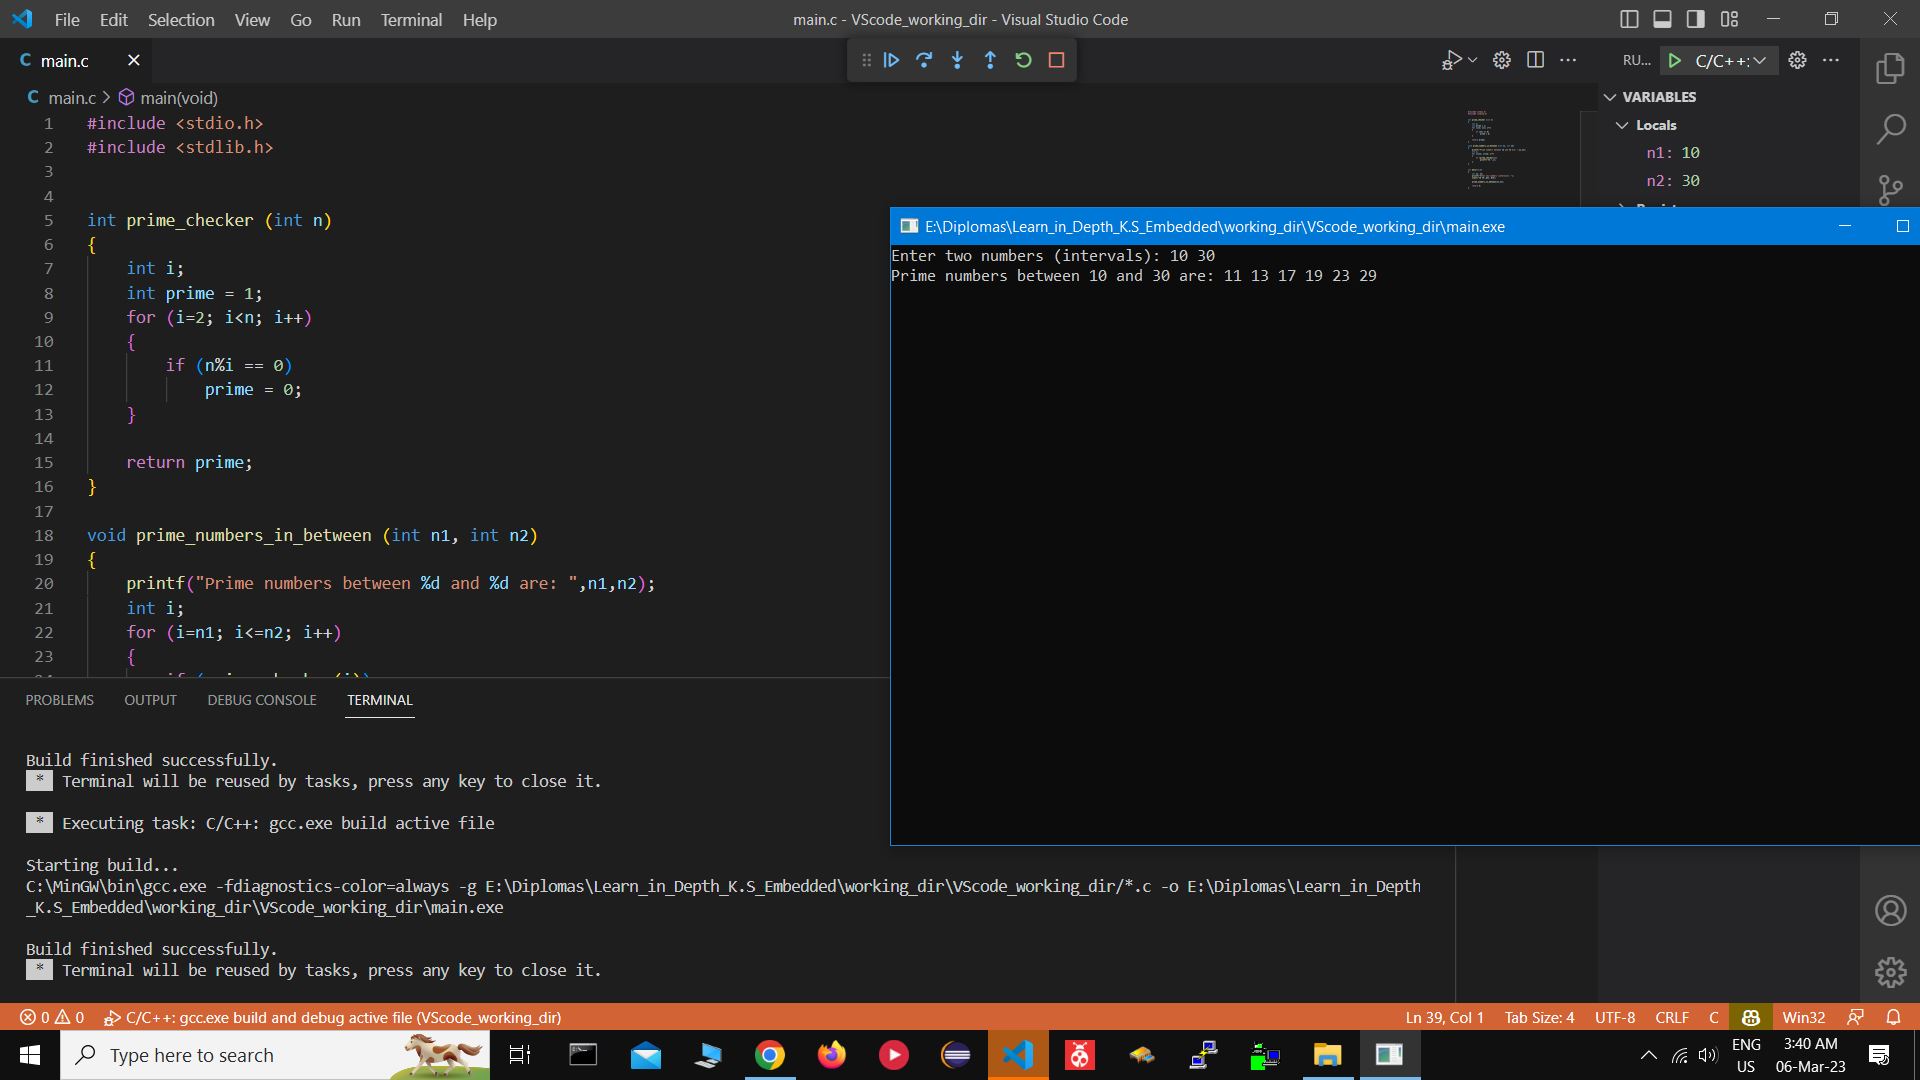 File Edit Selection View Go Run Terminal Help
main.c - VScode_working_dir - Visual Studio Code
C main.c
RU... C/C++:
C main.c > main(void)
1 #include <stdio.h>
2 #include <stdlib.h>
3
4
5 int prime_checker (int n)
6 {
7 int i;
8 int prime = 1;
9 for (i=2; i<n; i++)
10 {
11 if (n%i == 0)
12 prime = 0;
13 }
14
15 return prime;
16 }
17
18 void prime_numbers_in_between (int n1, int n2)
19 {
20 printf("Prime numbers between %d and %d are: ",n1,n2);
21 int i;
22 for (i=n1; i<=n2; i++)
23 {
VARIABLES
Locals
n1: 10
n2: 30
E:\Diplomas\Learn_in_Depth_K.S_Embedded\working_dir\VScode_working_dir\main.exe
Enter two numbers (intervals): 10 30
Prime numbers between 10 and 30 are: 11 13 17 19 23 29
PROBLEMS OUTPUT DEBUG CONSOLE TERMINAL
Build finished successfully.
* Terminal will be reused by tasks, press any key to close it.
* Executing task: C/C++: gcc.exe build active file
Starting build...
C:\MinGW\bin\gcc.exe -fdiagnostics-color=always -g E:\Diplomas\Learn_in_Depth_K.S_Embedded\working_dir\VScode_working_dir/*.c -o E:\Diplomas\Learn_in_Depth
_K.S_Embedded\working_dir\VScode_working_dir\main.exe
Build finished successfully.
* Terminal will be reused by tasks, press any key to close it.
0 0 C/C++: gcc.exe build and debug active file (VScode_working_dir)
Ln 39, Col 1 Tab Size: 4 UTF-8 CRLF C Win32
Type here to search
ENG
US
3:40 AM
06-Mar-23